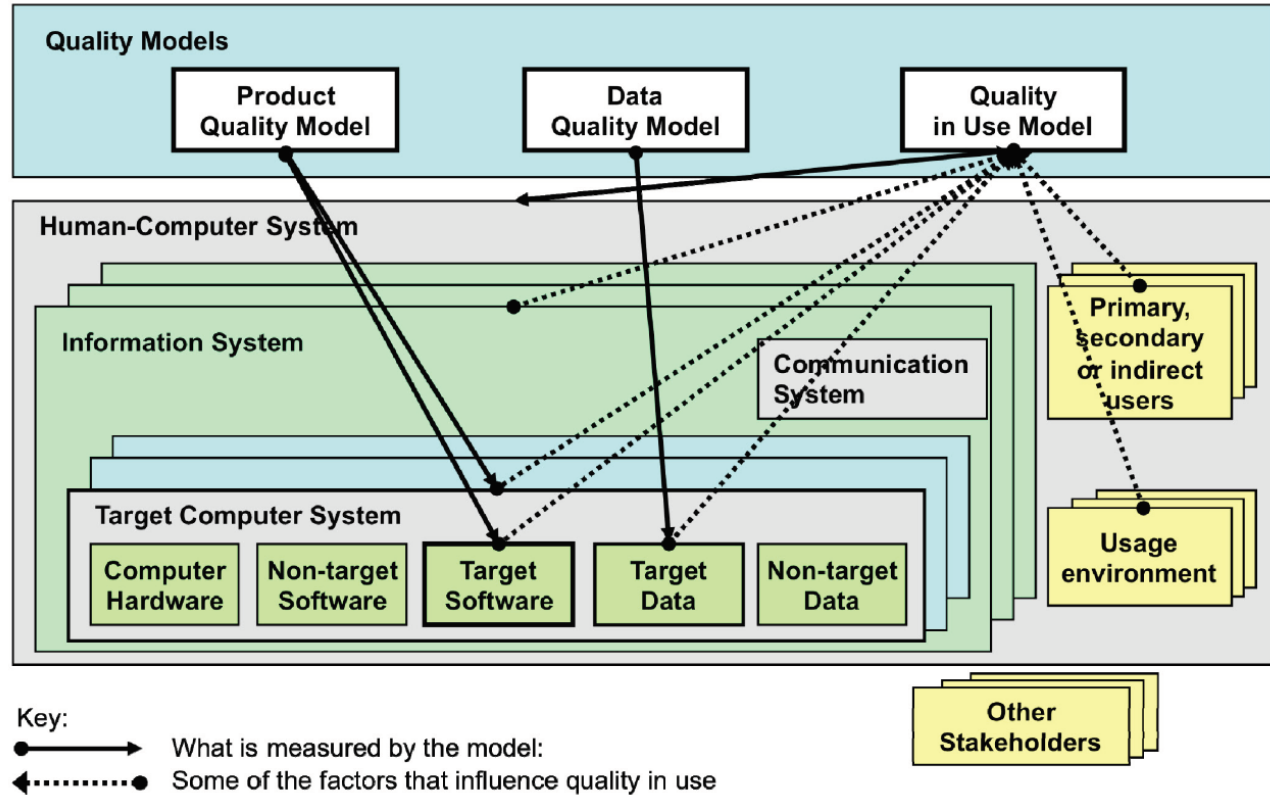 Quality Models
Product
Quality Model
Data
Quality Model
Quality
in Use Model
Human-Computer System
Information System
Communication
System
Primary,
secondary
or indirect
users
Target Computer System
Computer
Hardware
Non-target
Software
Target
Software
Target
Data
Non-target
Data
Usage
environment
Other
Stakeholders
Key:
What is measured by the model:
Some of the factors that influence quality in use